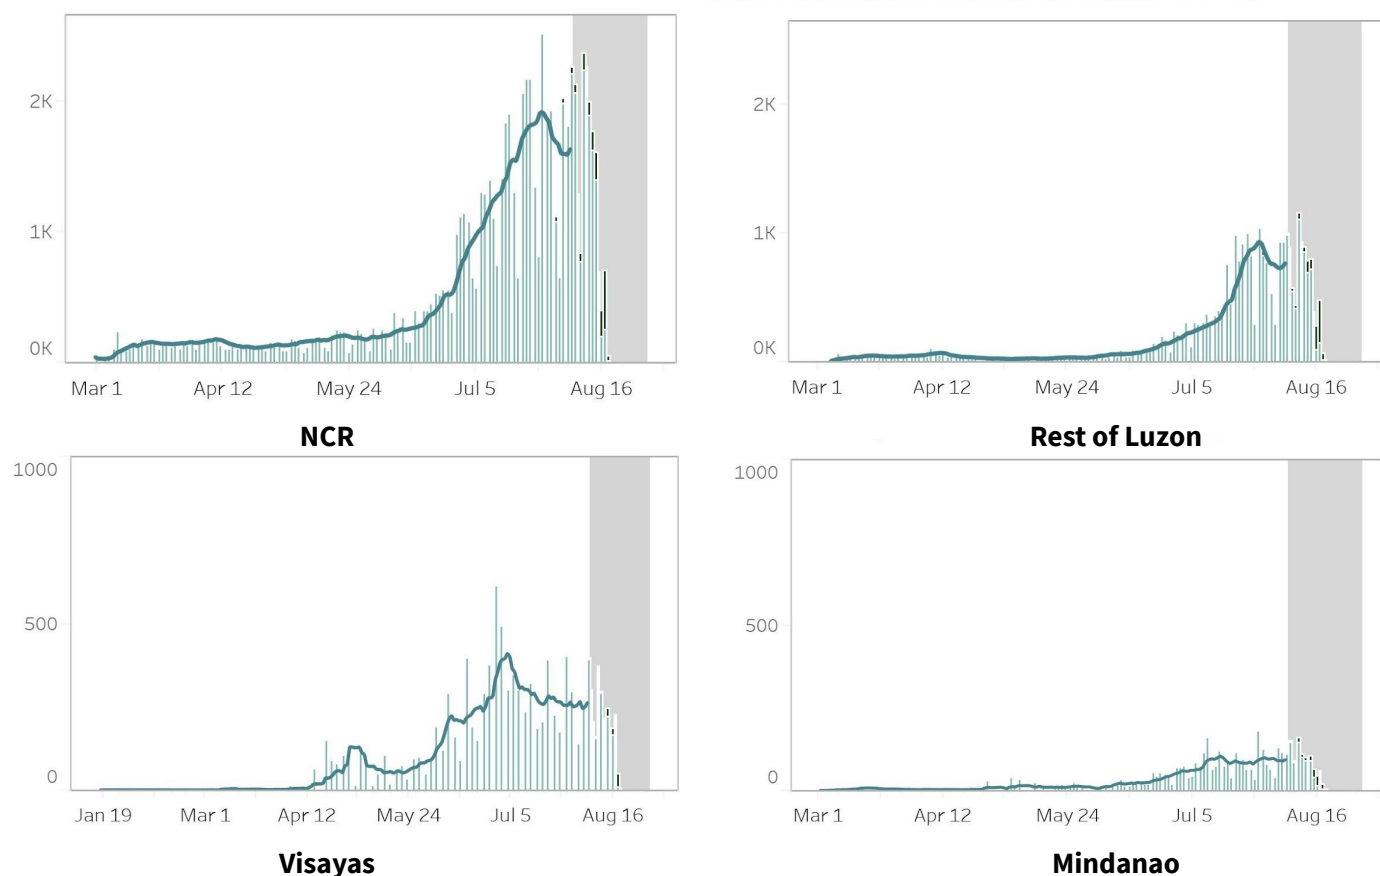 2K
1K
0K
Mar 1 Apr 12 May 24 Jul 5 Aug 16
NCR
2K
1K
0K
Mar 1 Apr 12 May 24 Jul 5 Aug 16
Rest of Luzon
1000
500
0
Jan 19 Mar 1 Apr 12 May 24 Jul 5 Aug 16
Visayas
1000
500
0
Mar 1 Apr 12 May 24 Jul 5 Aug 16
Mindanao